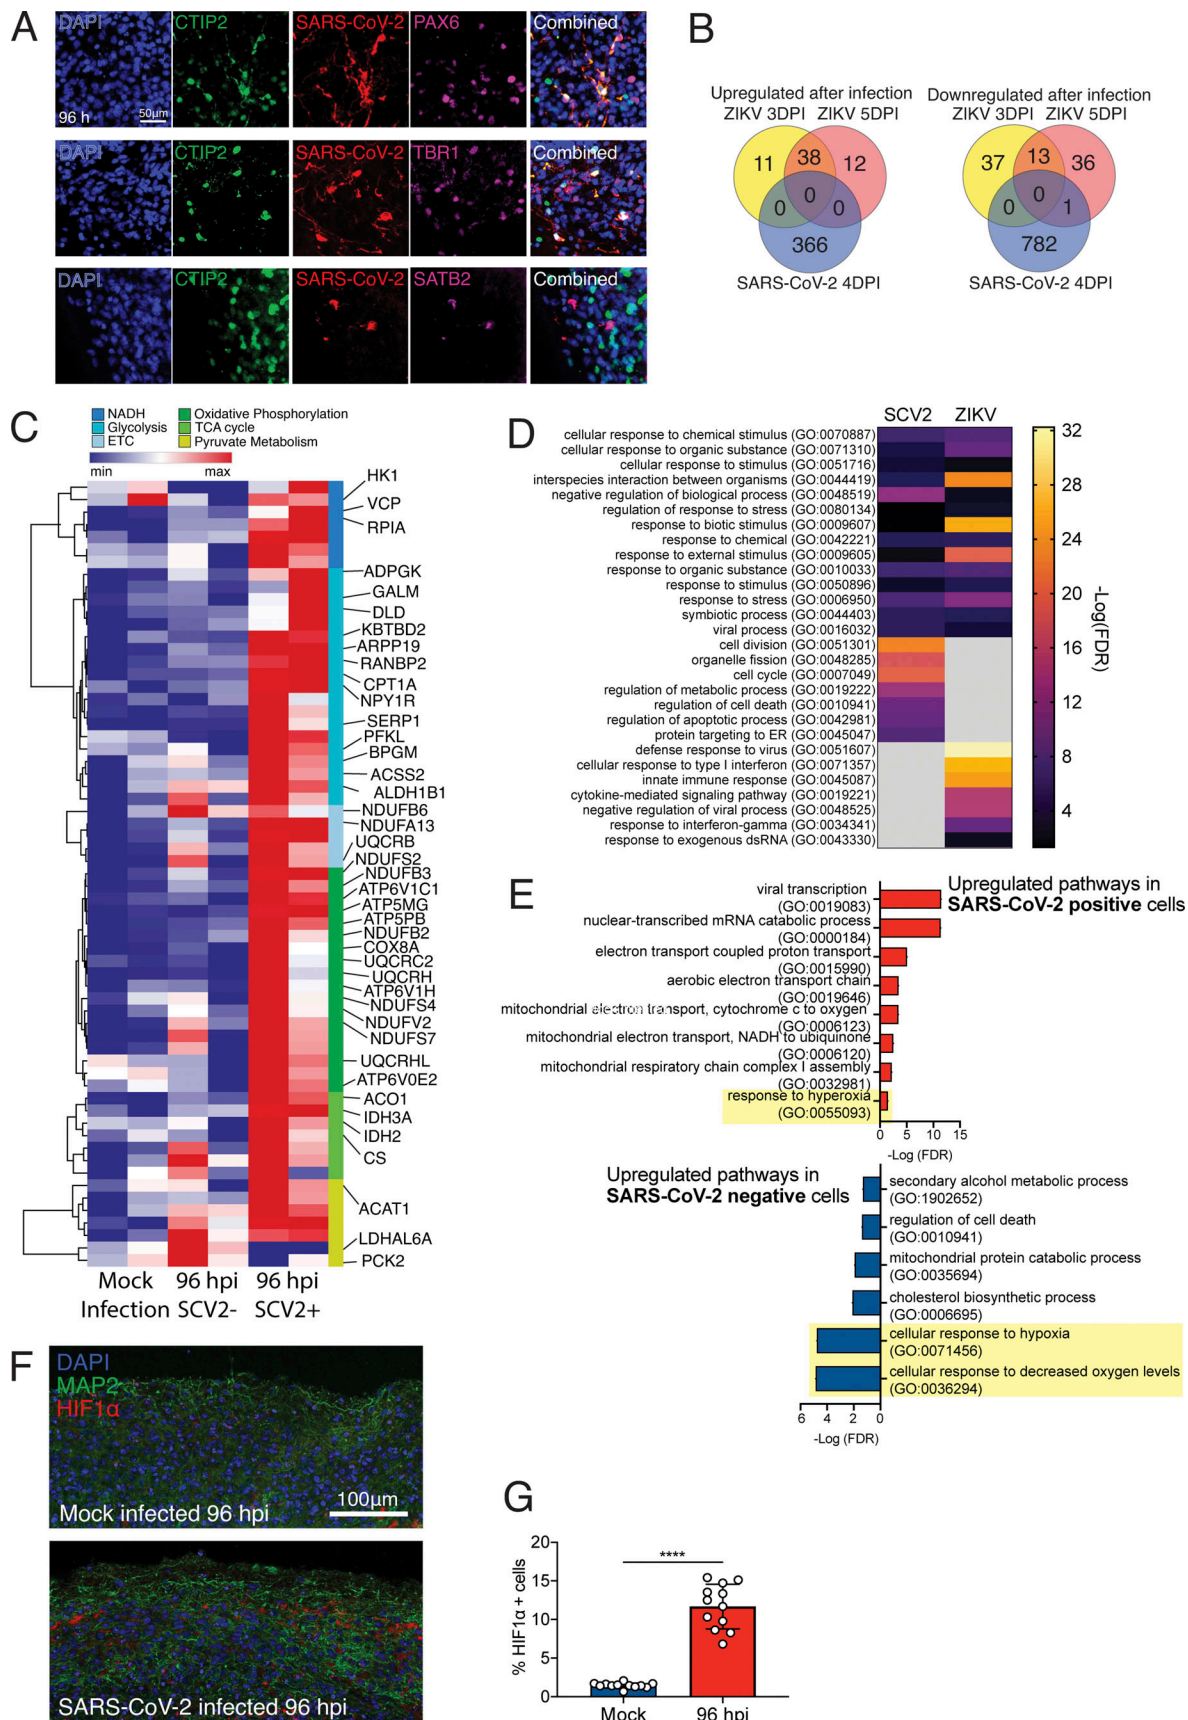 A
DAPI
CTIP2
SARS-CoV-2
PAX6
Combined
96 h
50µm
DAPI
CTIP2
SARS-CoV-2
TBR1
Combined
DAPI
CTIP2
SARS-CoV-2
SATB2
Combined
B
Upregulated after infection
ZIKV 3DPI ZIKV 5DPI
11 38 12
0
0 0
366
SARS-CoV-2 4DPI
Downregulated after infection
ZIKV 3DPI ZIKV 5DPI
37 13 36
0
0 1
782
SARS-CoV-2 4DPI
C
NADH
Glycolysis
ETC
Oxidative Phosphorylation
TCA cycle
Pyruvate Metabolism
min max
HK1
VCP
RPIA
ADPGK
GALM
DLD
KBTBD2
ARPP19
RANBP2
CPT1A
NPY1R
SERP1
PFKL
BPGM
ACSS2
ALDH1B1
NDUFB6
NDUFA13
UQCRB
NDUFS2
NDUFB3
ATP6V1C1
ATP5MG
ATP5PB
NDUFB2
COX8A
UQCRC2
UQCRH
ATP6V1H
NDUFS4
NDUFV2
NDUFS7
UQCRHL
ATP6V0E2
ACO1
IDH3A
IDH2
CS
ACAT1
LDHAL6A
PCK2
Mock
Infection
96 hpi
SCV2-
96 hpi
SCV2+
D
SCV2 ZIKV
cellular response to chemical stimulus (GO:0070887)
cellular response to organic substance (GO:0071310)
cellular response to stimulus (GO:0051716)
interspecies interaction between organisms (GO:0044419)
negative regulation of biological process (GO:0048519)
regulation of response to stress (GO:0080134)
response to biotic stimulus (GO:0009607)
response to chemical (GO:0042221)
response to external stimulus (GO:0009605)
response to organic substance (GO:0010033)
response to stimulus (GO:0050896)
response to stress (GO:0006950)
symbiotic process (GO:0044403)
viral process (GO:0016032)
cell division (GO:0051301)
organelle fission (GO:0048285)
cell cycle (GO:0007049)
regulation of metabolic process (GO:0019222)
regulation of cell death (GO:0010941)
regulation of apoptotic process (GO:0042981)
protein targeting to ER (GO:0045047)
defense response to virus (GO:0051607)
cellular response to type I interferon (GO:0071357)
innate immune response (GO:0045087)
cytokine-mediated signaling pathway (GO:0019221)
negative regulation of viral process (GO:0048525)
response to interferon-gamma (GO:0034341)
response to exogenous dsRNA (GO:0043330)
32
28
24
20
16
12
8
4
-Log(FDR)
E
Upregulated pathways in
SARS-CoV-2 positive cells
viral transcription
(GO:0019083)
nuclear-transcribed mRNA catabolic process
(GO:0000184)
electron transport coupled proton transport
(GO:0015990)
aerobic electron transport chain
(GO:0019646)
mitochondrial electron transport, cytochrome c to oxygen
(GO:0006123)
mitochondrial electron transport, NADH to ubiquinone
(GO:0006120)
mitochondrial respiratory chain complex I assembly
(GO:0032981)
response to hyperoxia
(GO:0055093)
0 5 10 15
-Log (FDR)
Upregulated pathways in
SARS-CoV-2 negative cells
secondary alcohol metabolic process
(GO:1902652)
regulation of cell death
(GO:0010941)
mitochondrial protein catabolic process
(GO:0035694)
cholesterol biosynthetic process
(GO:0006695)
cellular response to hypoxia
(GO:0071456)
cellular response to decreased oxygen levels
(GO:0036294)
6 4 2 0
-Log (FDR)
F
DAPI
MAP2
HIF1α
100µm
Mock infected 96 hpi
SARS-CoV-2 infected 96 hpi
G
% HIF1α + cells
20
15
10
5
0
****
Mock 96 hpi